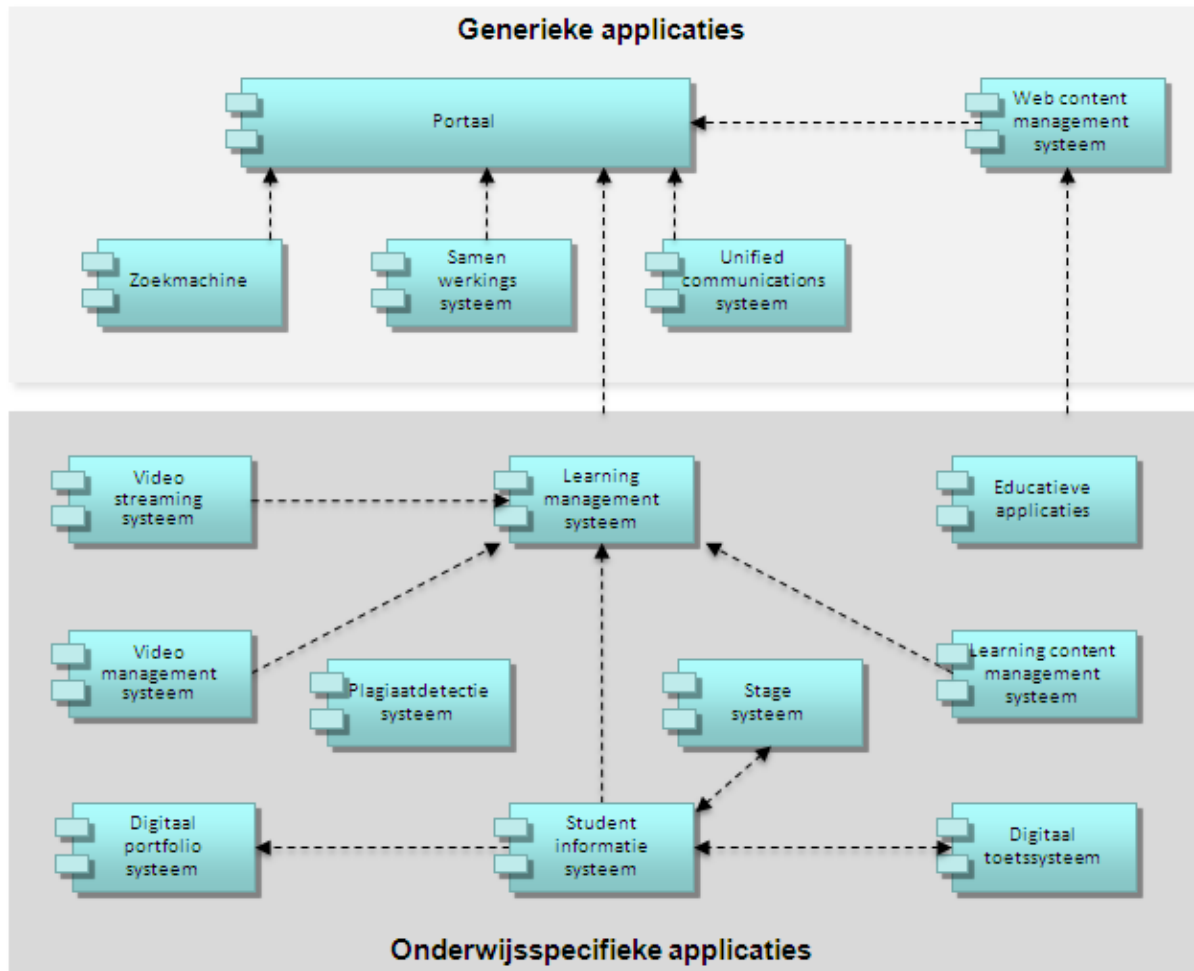 Generieke applicaties
Portaal
Web content
management
systeem
Zoekmachine
Samen
werkings
systeem
Unified
communications
systeem
Video
streaming
systeem
Learning
management
systeem
Educatieve
applicaties
Video
management
systeem
Plagiaatdetectie
systeem
Stage
systeem
Learning content
management
systeem
Digitaal
portfolio
systeem
Student
informatie
systeem
Digitaal
toetssysteem
Onderwijsspecifieke applicaties